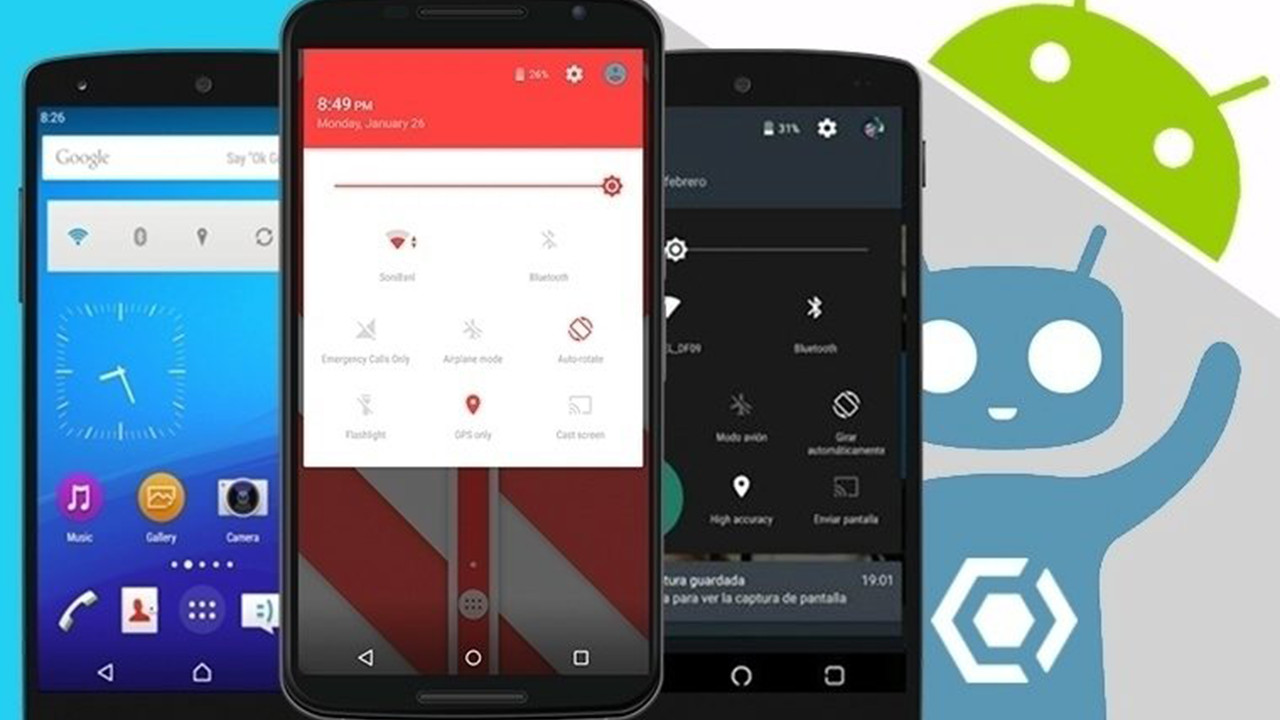 8:26
Google
Say "Ok G
Music
Gallery
Camera
26%
8:49 PM
Monday, January 26
Bluetooth
Emergency Calls Only
Airplane mode
Auto-rotate
Flashlight
GPS only
Cast screen
31%
febrero
L_DF09
Bluetooth
Modo avión
Girar
automáticamente
High accuracy
Enviar pantalla
tura guardada
19:01
a para ver la captura de pantalla